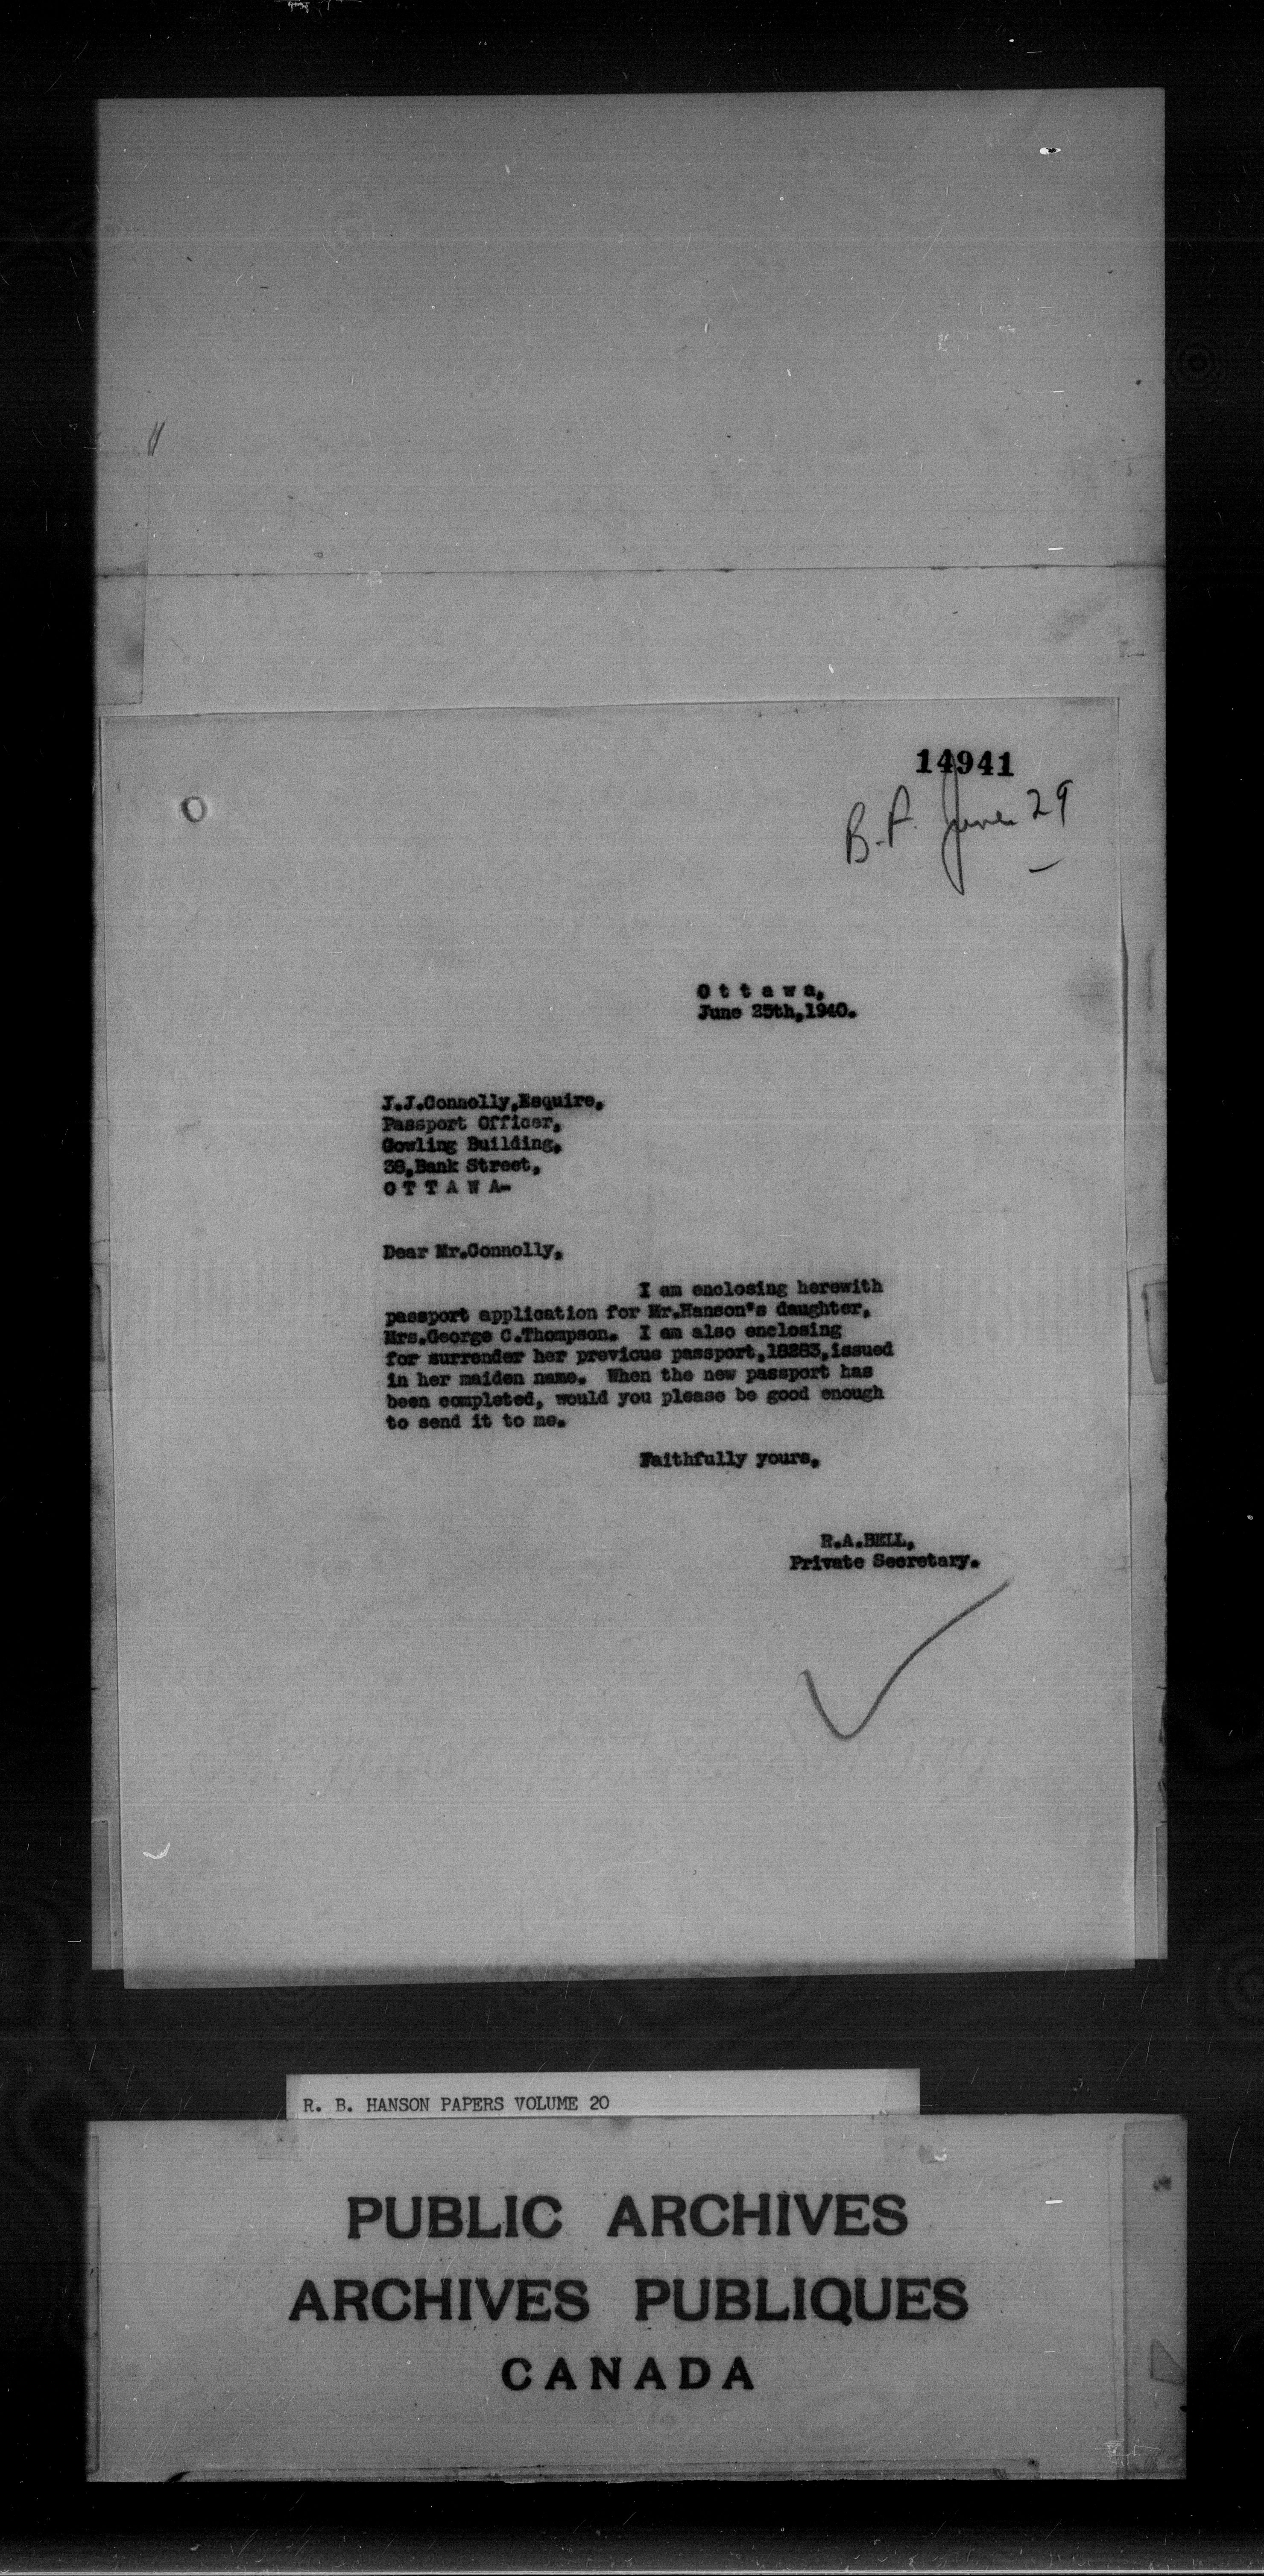 14941
B.F. June 29
O t t a w a,
June 25th,1940.
J.J.Connolly,Esquire,
Passport Officer,
Gowling Building,
38,Bank Street,
O T T A W A-
Dear Mr.Connolly,
I am enclosing herewith
passport application for Mr.Hanson's daughter,
Mrs.George C.Thompson.  I am also enclosing
for surrender her previous passport,18283,issued
in her maiden name.  When the new passport has
been completed, would you please be good enough
to send it to me.
Faithfully yours,
R.A.BELL,
Private Secretary.
R. B. HANSON PAPERS VOLUME 20
PUBLIC ARCHIVES
ARCHIVES PUBLIQUES
CANADA